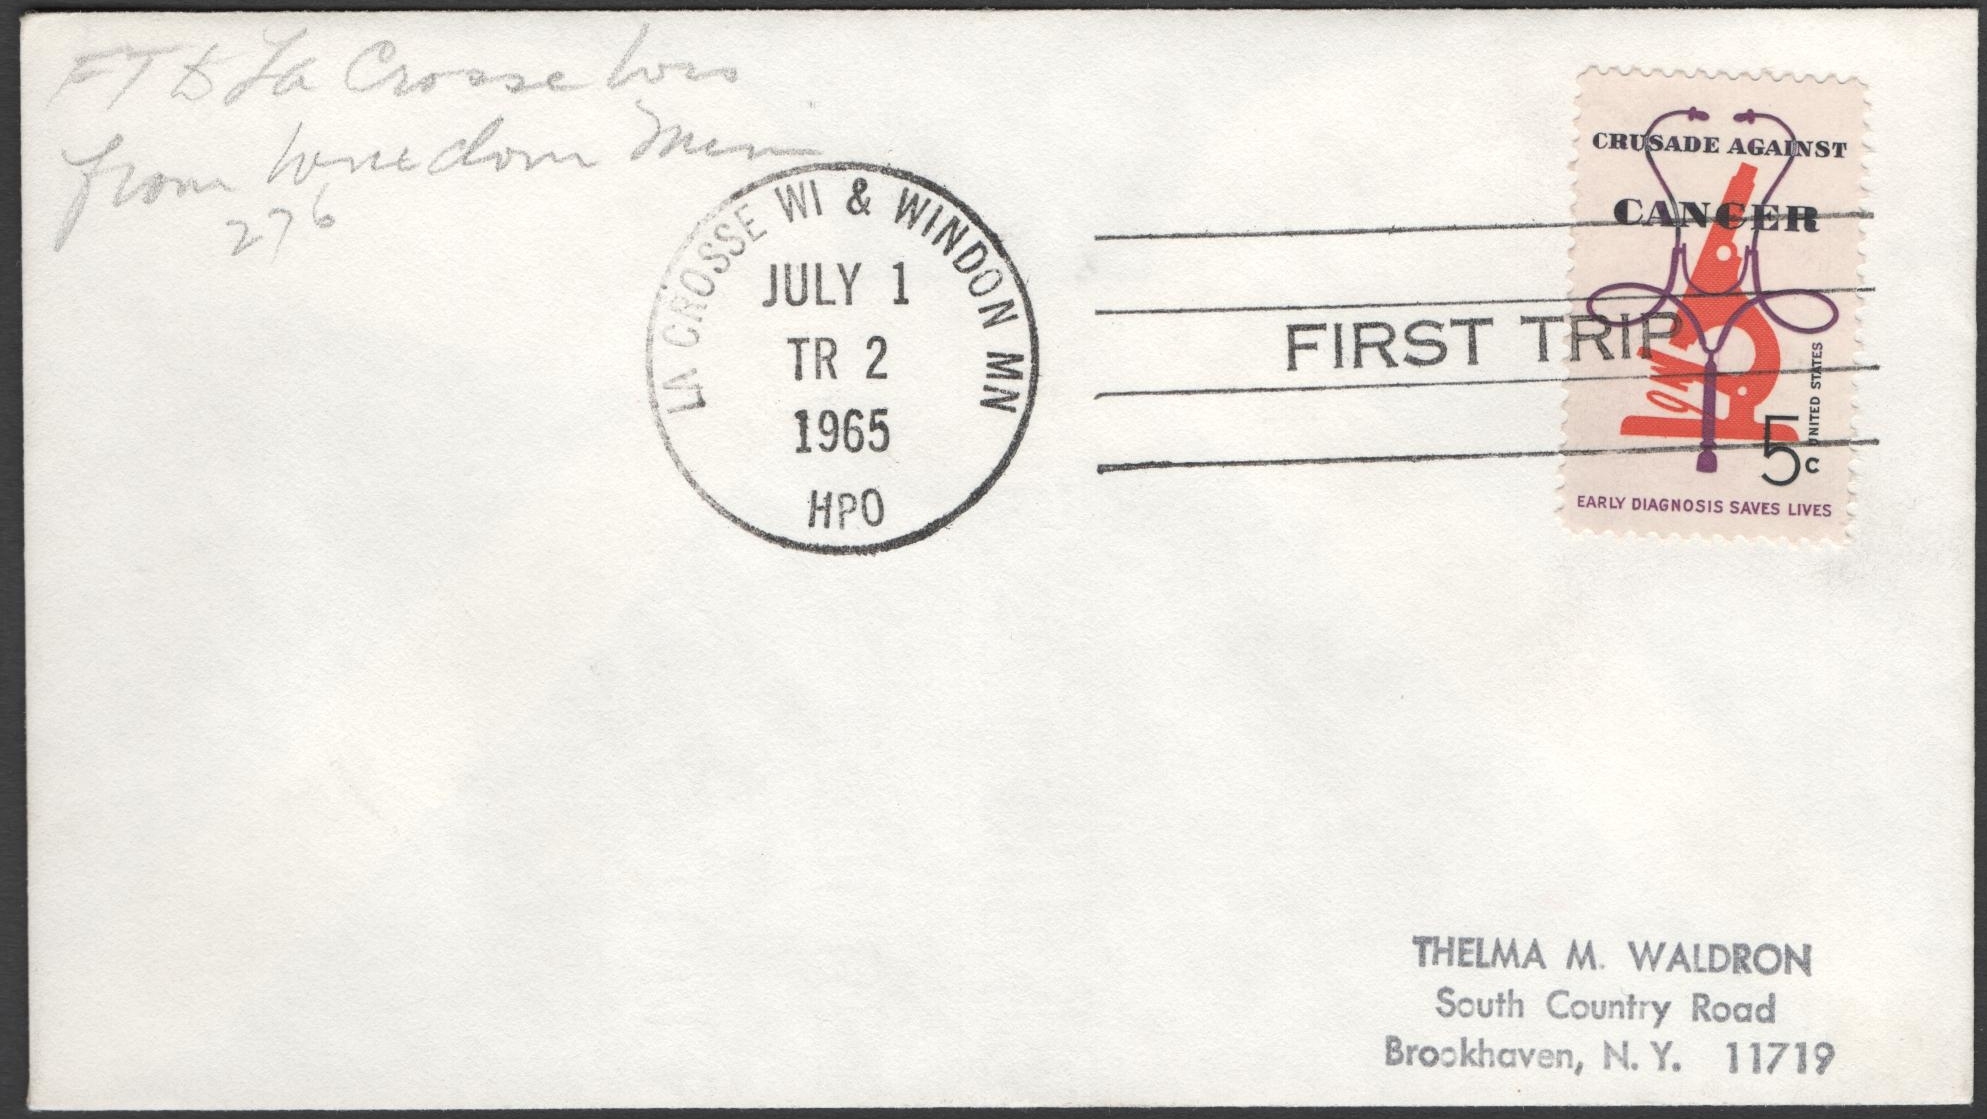 FT to La Crosse Wis
from Windom Minn
276
LA CROSSE WI & WINDON MN
JULY 1
TR 2
1965
HPO
FIRST TRIP
CRUSADE AGAINST
CANCER
UNITED STATES
5c
EARLY DIAGNOSIS SAVES LIVES
THELMA M. WALDRON
South Country Road
Brookhaven, N. Y. 11719